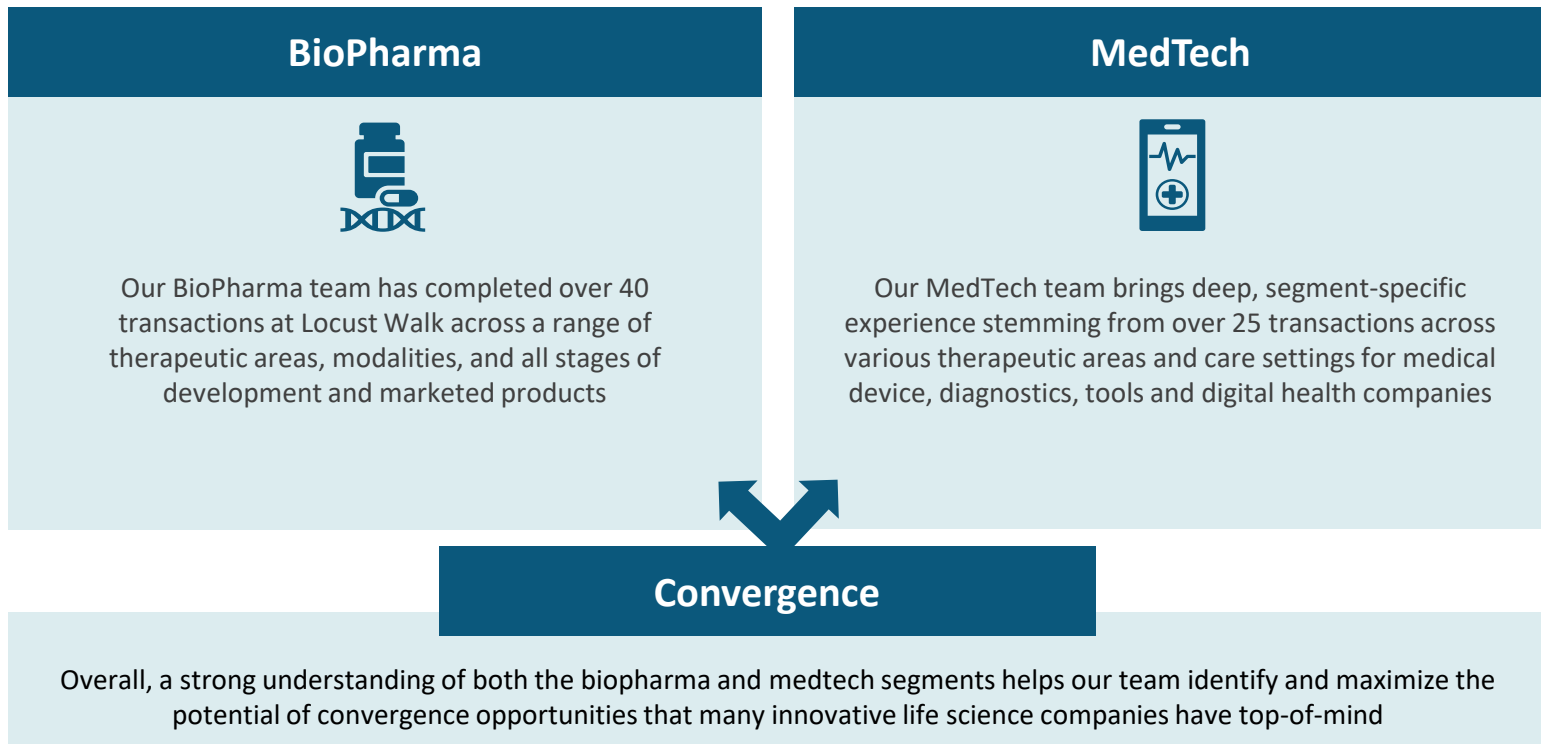 BioPharma
Our BioPharma team has completed over 40
transactions at Locust Walk across a range of
therapeutic areas, modalities, and all stages of
development and marketed products
MedTech
Our MedTech team brings deep, segment-specific
experience stemming from over 25 transactions across
various therapeutic areas and care settings for medical
device, diagnostics, tools and digital health companies
Convergence
Overall, a strong understanding of both the biopharma and medtech segments helps our team identify and maximize the
potential of convergence opportunities that many innovative life science companies have top-of-mind